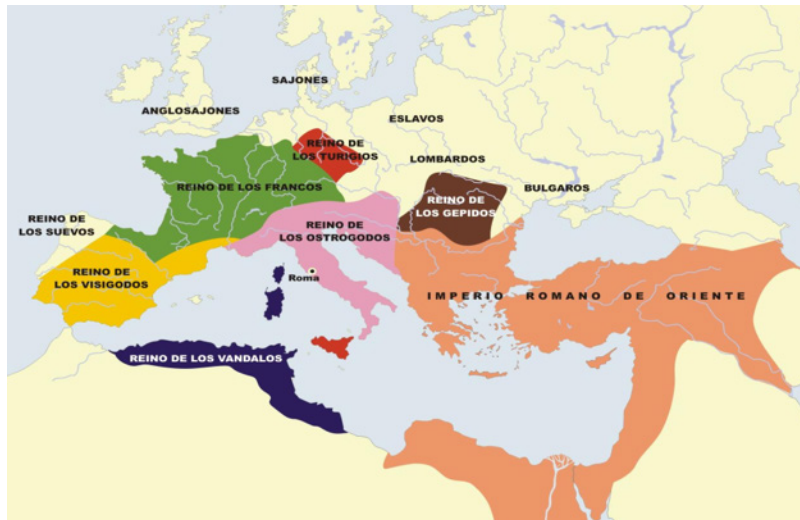 SAJONES
ANGLOSAJONES
ESLAVOS
REINO DE
LOS TURIGIOS
LOMBARDOS
REINO DE LOS FRANCOS
BULGAROS
REINO DE
LOS GEPIDOS
REINO DE
LOS SUEVOS
REINO DE
LOS OSTROGODOS
REINO DE
LOS VISIGODOS
Roma
IMPERIO ROMANO DE ORIENTE
REINO DE LOS VANDALOS